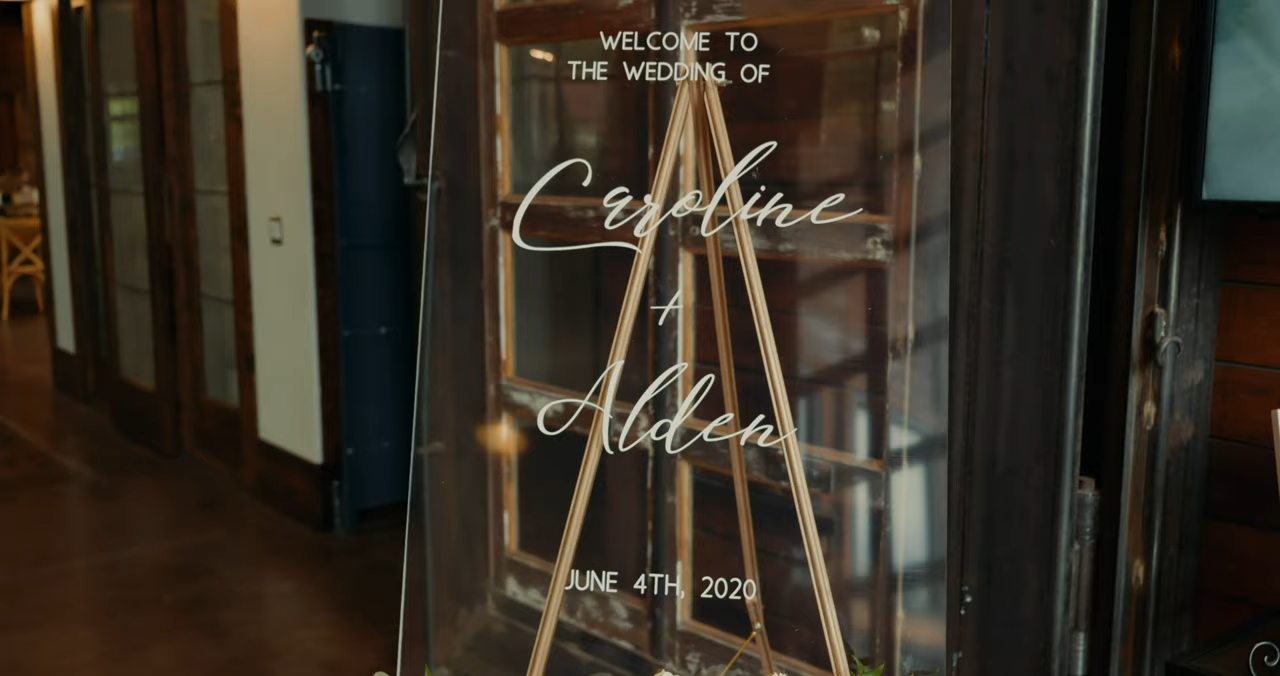 WELCOME TO
THE WEDDING OF
Caroline
+
Alden
JUNE 4TH, 2020